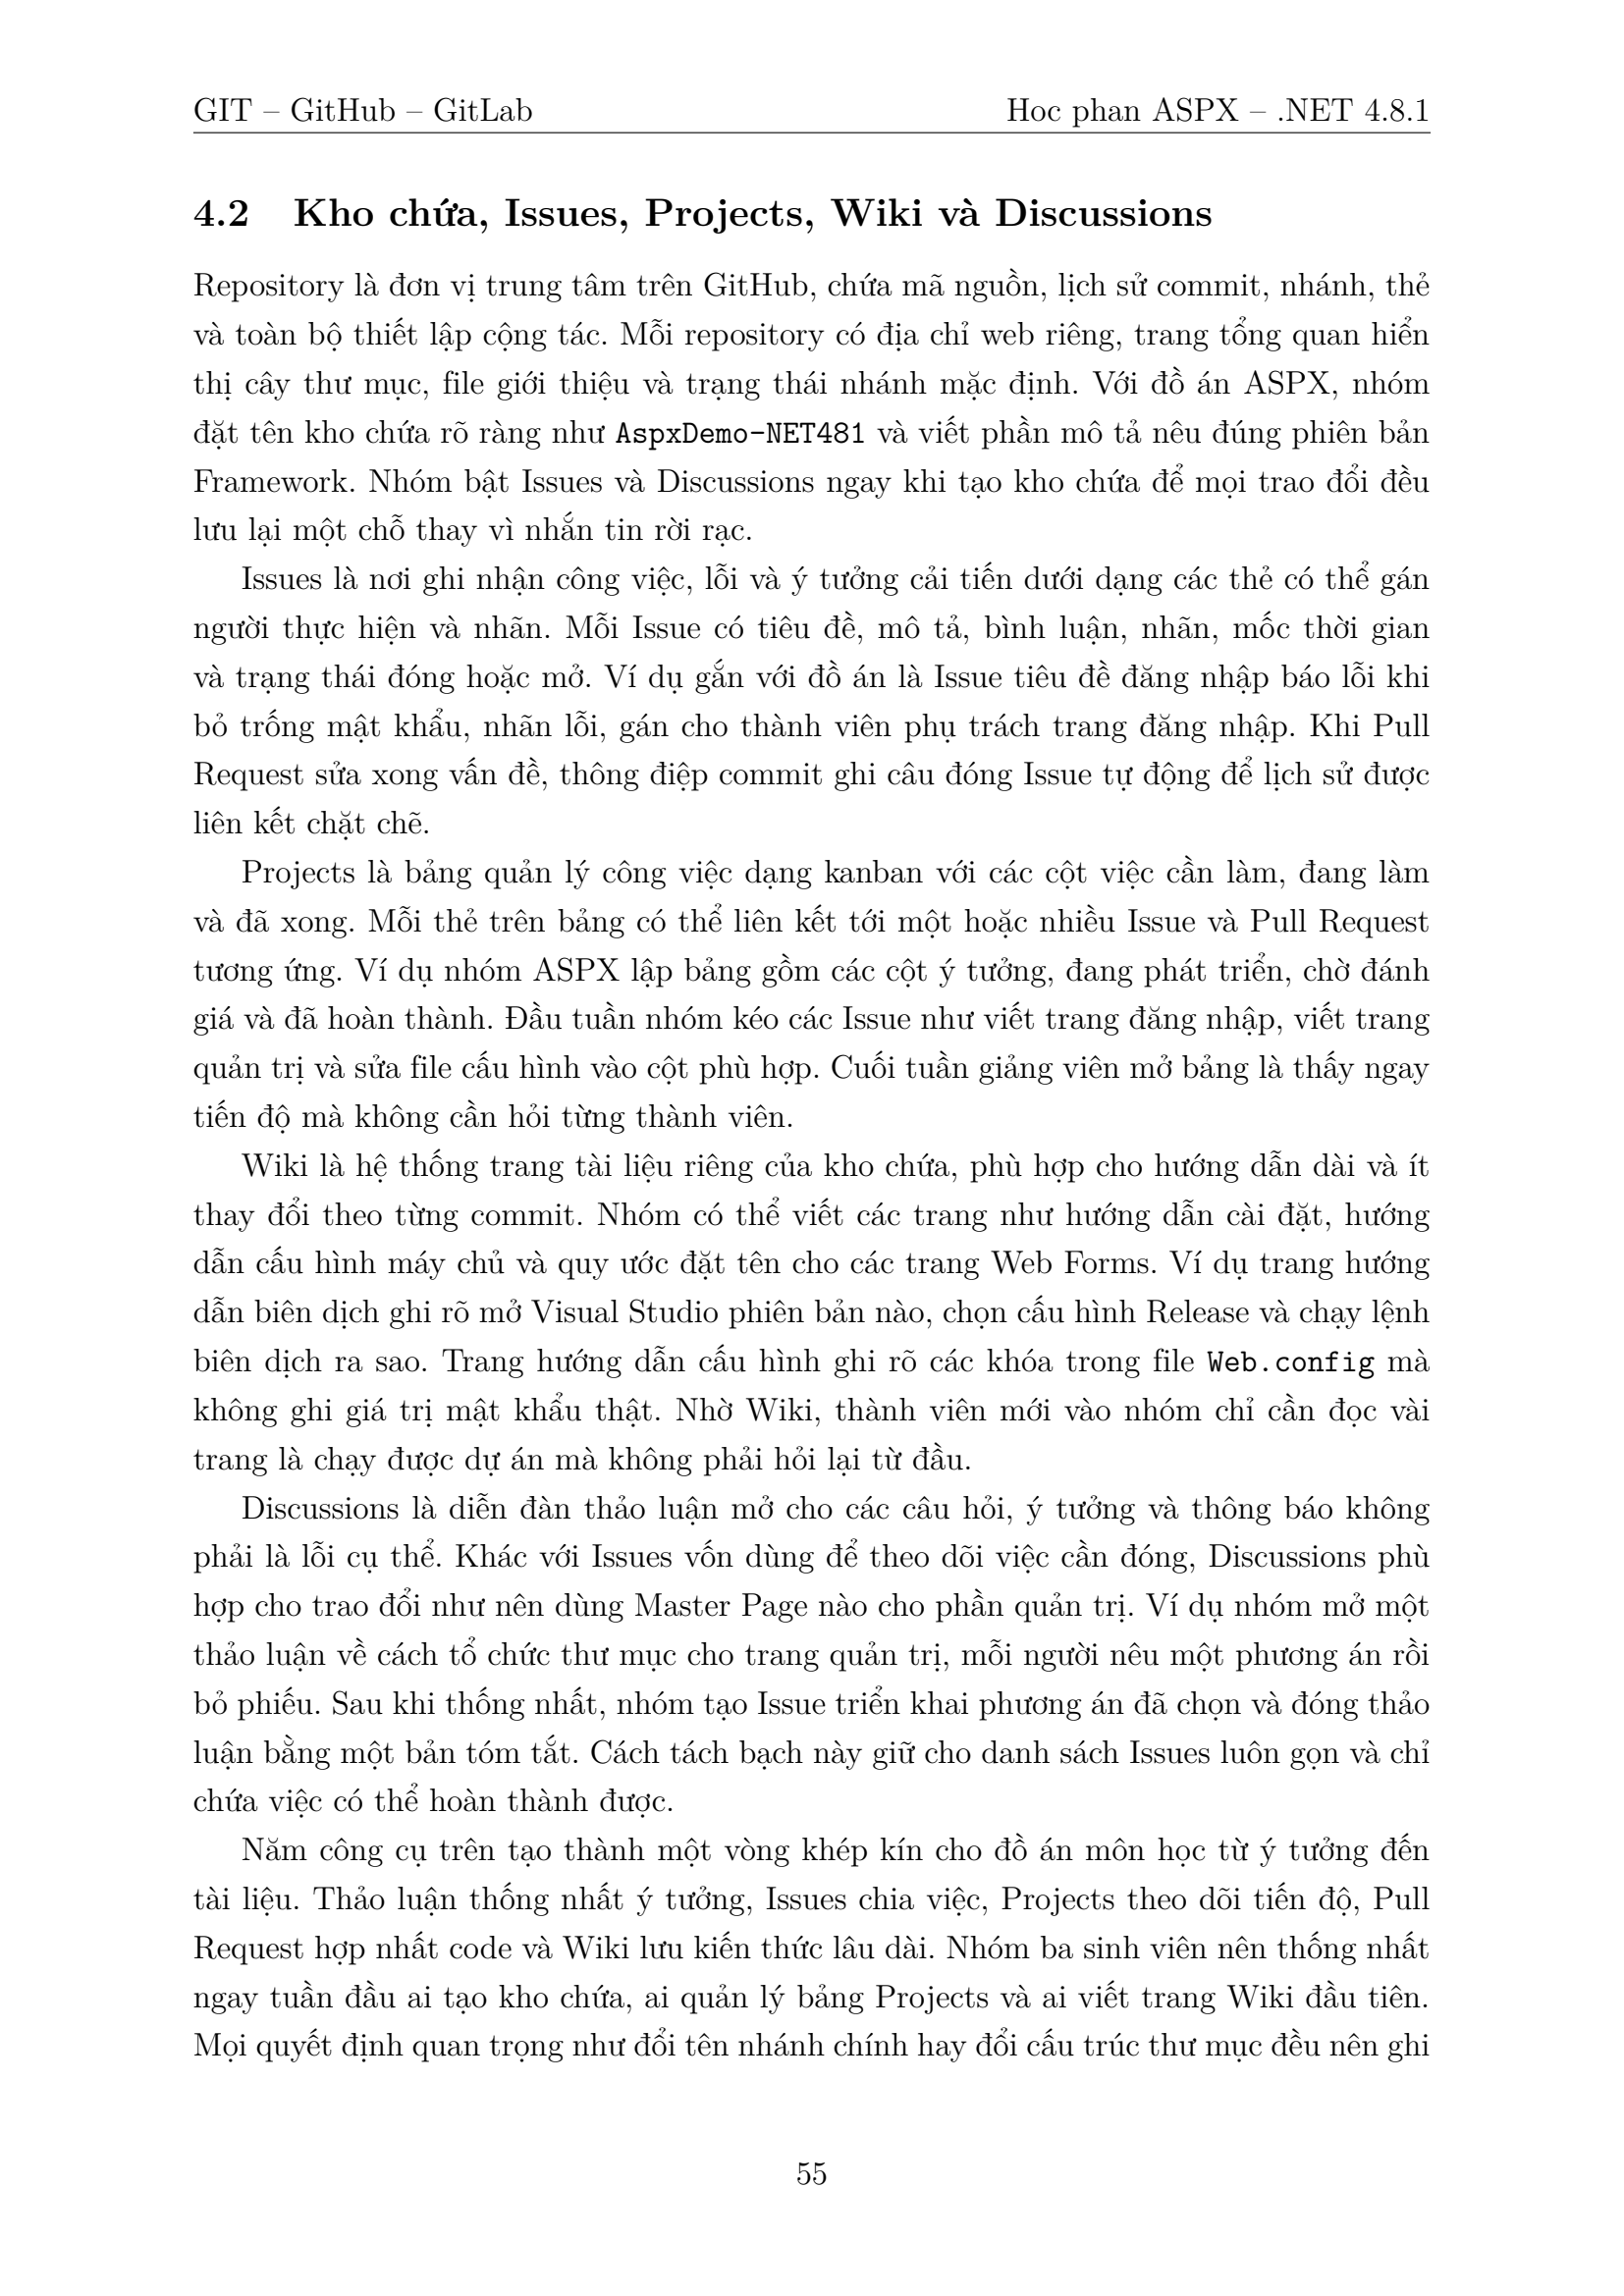 GIT – GitHub – GitLab
Hoc phan ASPX – .NET 4.8.1
4.2 Kho chứa, Issues, Projects, Wiki và Discussions
Repository là đơn vị trung tâm trên GitHub, chứa mã nguồn, lịch sử commit, nhánh, thẻ
và toàn bộ thiết lập cộng tác. Mỗi repository có địa chỉ web riêng, trang tổng quan hiển
thị cây thư mục, file giới thiệu và trạng thái nhánh mặc định. Với đồ án ASPX, nhóm
đặt tên kho chứa rõ ràng như AspxDemo-NET481 và viết phần mô tả nêu đúng phiên bản
Framework. Nhóm bật Issues và Discussions ngay khi tạo kho chứa để mọi trao đổi đều
lưu lại một chỗ thay vì nhắn tin rời rạc.
Issues là nơi ghi nhận công việc, lỗi và ý tưởng cải tiến dưới dạng các thẻ có thể gán
người thực hiện và nhãn. Mỗi Issue có tiêu đề, mô tả, bình luận, nhãn, mốc thời gian
và trạng thái đóng hoặc mở. Ví dụ gắn với đồ án là Issue tiêu đề đăng nhập báo lỗi khi
bỏ trống mật khẩu, nhãn lỗi, gán cho thành viên phụ trách trang đăng nhập. Khi Pull
Request sửa xong vấn đề, thông điệp commit ghi câu đóng Issue tự động để lịch sử được
liên kết chặt chẽ.
Projects là bảng quản lý công việc dạng kanban với các cột việc cần làm, đang làm
và đã xong. Mỗi thẻ trên bảng có thể liên kết tới một hoặc nhiều Issue và Pull Request
tương ứng. Ví dụ nhóm ASPX lập bảng gồm các cột ý tưởng, đang phát triển, chờ đánh
giá và đã hoàn thành. Đầu tuần nhóm kéo các Issue như viết trang đăng nhập, viết trang
quản trị và sửa file cấu hình vào cột phù hợp. Cuối tuần giảng viên mở bảng là thấy ngay
tiến độ mà không cần hỏi từng thành viên.
Wiki là hệ thống trang tài liệu riêng của kho chứa, phù hợp cho hướng dẫn dài và ít
thay đổi theo từng commit. Nhóm có thể viết các trang như hướng dẫn cài đặt, hướng
dẫn cấu hình máy chủ và quy ước đặt tên cho các trang Web Forms. Ví dụ trang hướng
dẫn biên dịch ghi rõ mở Visual Studio phiên bản nào, chọn cấu hình Release và chạy lệnh
biên dịch ra sao. Trang hướng dẫn cấu hình ghi rõ các khóa trong file Web.config mà
không ghi giá trị mật khẩu thật. Nhờ Wiki, thành viên mới vào nhóm chỉ cần đọc vài
trang là chạy được dự án mà không phải hỏi lại từ đầu.
Discussions là diễn đàn thảo luận mở cho các câu hỏi, ý tưởng và thông báo không
phải là lỗi cụ thể. Khác với Issues vốn dùng để theo dõi việc cần đóng, Discussions phù
hợp cho trao đổi như nên dùng Master Page nào cho phần quản trị. Ví dụ nhóm mở một
thảo luận về cách tổ chức thư mục cho trang quản trị, mỗi người nêu một phương án rồi
bỏ phiếu. Sau khi thống nhất, nhóm tạo Issue triển khai phương án đã chọn và đóng thảo
luận bằng một bản tóm tắt. Cách tách bạch này giữ cho danh sách Issues luôn gọn và chỉ
chứa việc có thể hoàn thành được.
Năm công cụ trên tạo thành một vòng khép kín cho đồ án môn học từ ý tưởng đến
tài liệu. Thảo luận thống nhất ý tưởng, Issues chia việc, Projects theo dõi tiến độ, Pull
Request hợp nhất code và Wiki lưu kiến thức lâu dài. Nhóm ba sinh viên nên thống nhất
ngay tuần đầu ai tạo kho chứa, ai quản lý bảng Projects và ai viết trang Wiki đầu tiên.
Mọi quyết định quan trọng như đổi tên nhánh chính hay đổi cấu trúc thư mục đều nên ghi
55